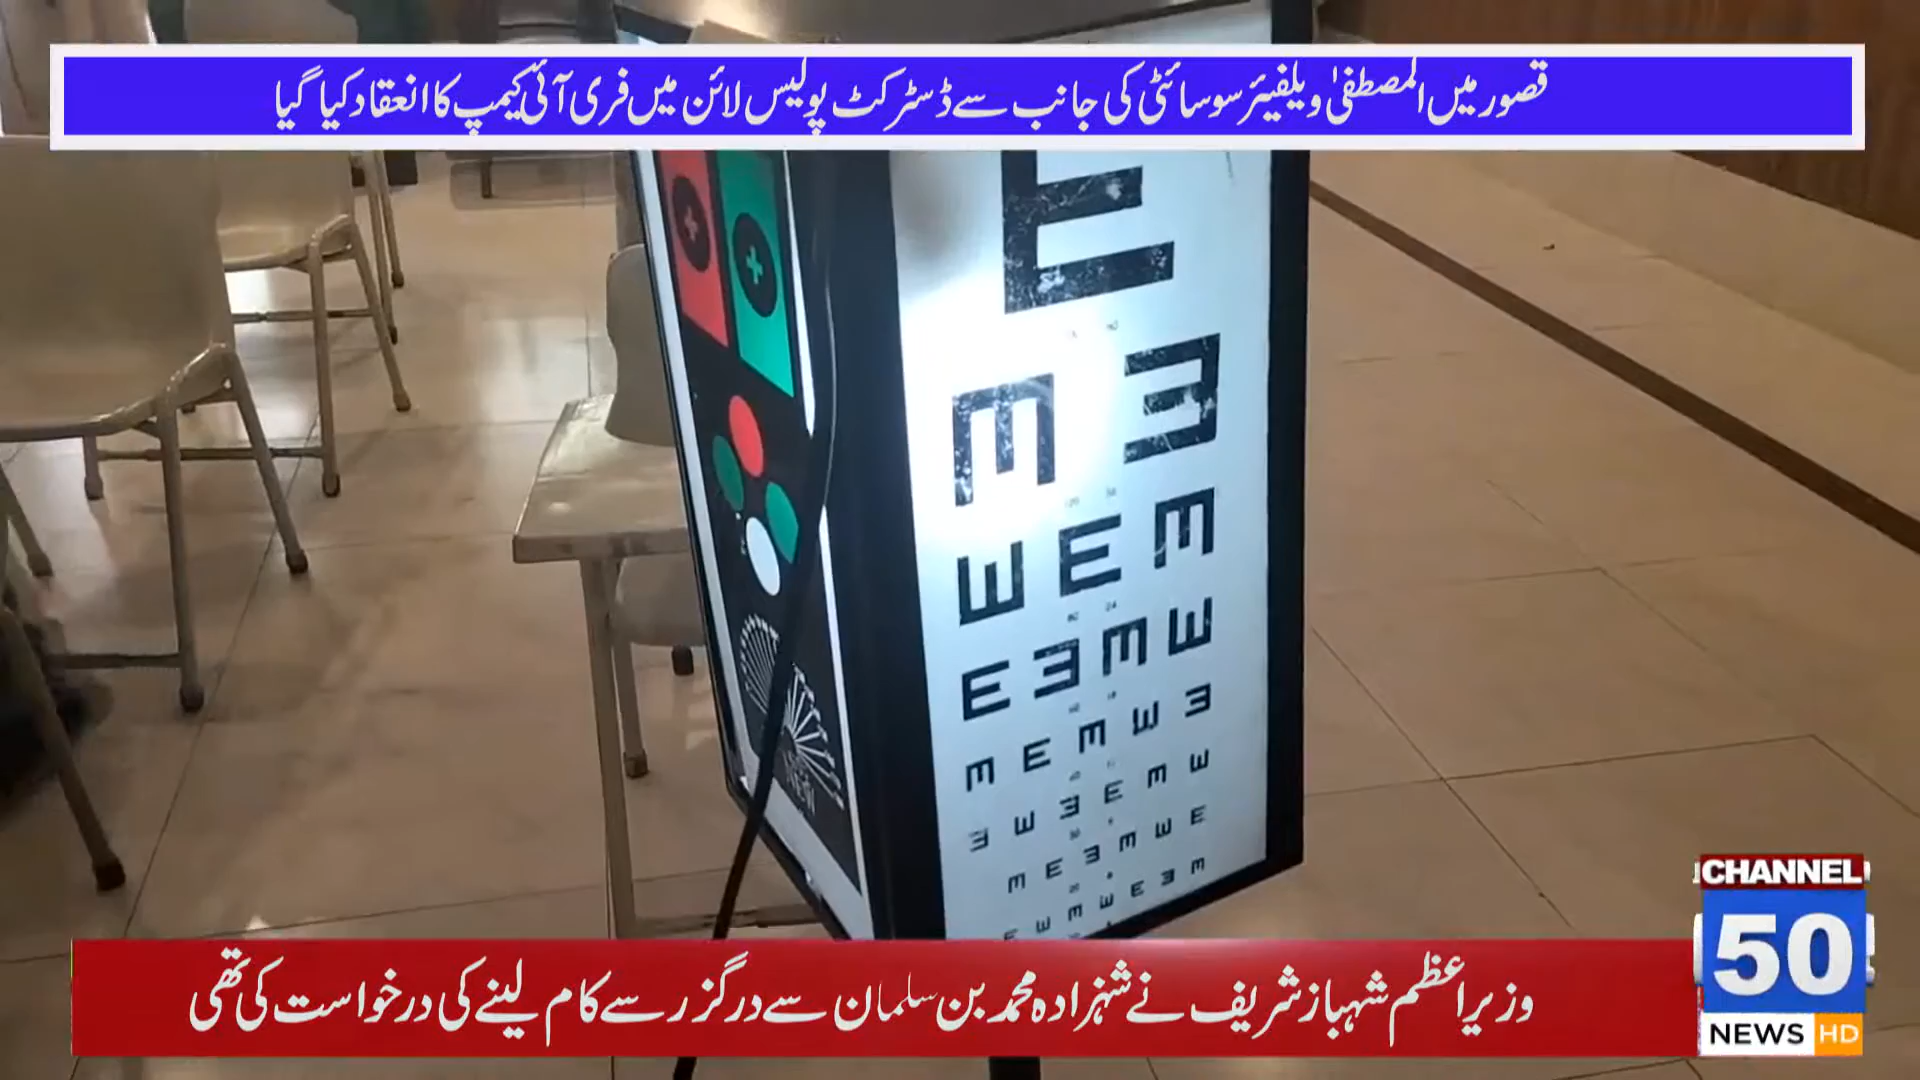 قصور میں المصطفیٰ ویلفیئر سوسائٹی کی جانب سے ڈسٹرکٹ پولیس لائن میں فری آئی کیمپ کا انعقاد کیا گیا
وزیراعظم شہباز شریف نے شہزادہ محمد بن سلمان سے درگزر سے کام لینے کی درخواست کی تھی
CHANNEL
50
NEWS HD